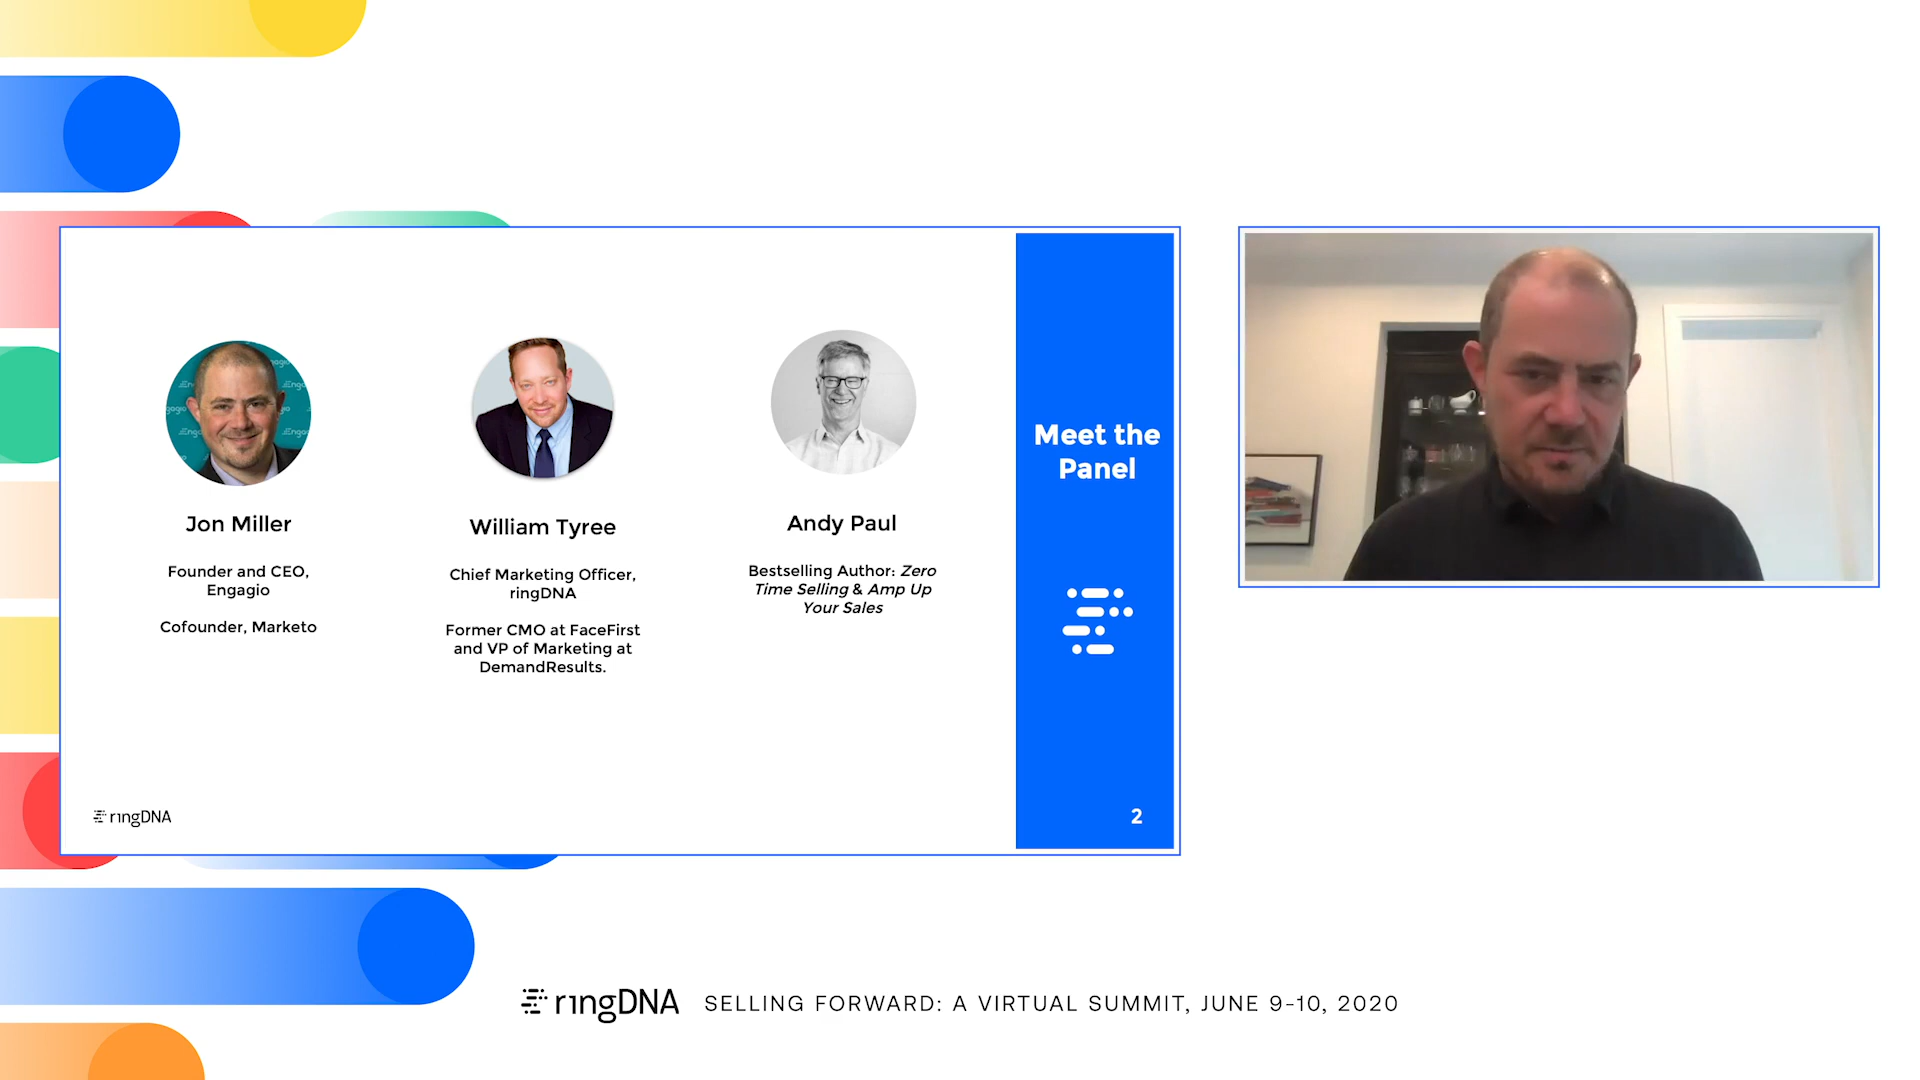 Jon Miller
Founder and CEO,
Engagio
Cofounder, Marketo
William Tyree
Chief Marketing Officer,
ringDNA
Former CMO at FaceFirst
and VP of Marketing at
DemandResults.
Andy Paul
Bestselling Author: Zero
Time Selling & Amp Up
Your Sales
Meet the
Panel
ringDNA
2
ringDNA SELLING FORWARD: A VIRTUAL SUMMIT, JUNE 9-10, 2020